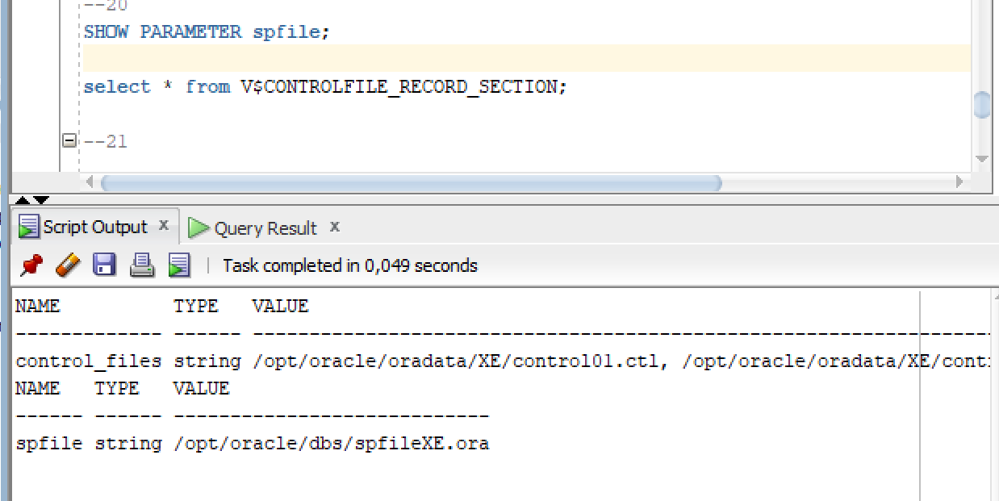 --20
SHOW PARAMETER spfile;
select * from V$CONTROLFILE_RECORD_SECTION;
--21
Script Output x Query Result x
Task completed in 0,049 seconds
NAME TYPE VALUE
------------- ------ -----------------------------------------------------------------
control_files string /opt/oracle/oradata/XE/control01.ctl, /opt/oracle/oradata/XE/cont
NAME TYPE VALUE
------ ------ ----------------------------
spfile string /opt/oracle/dbs/spfileXE.ora